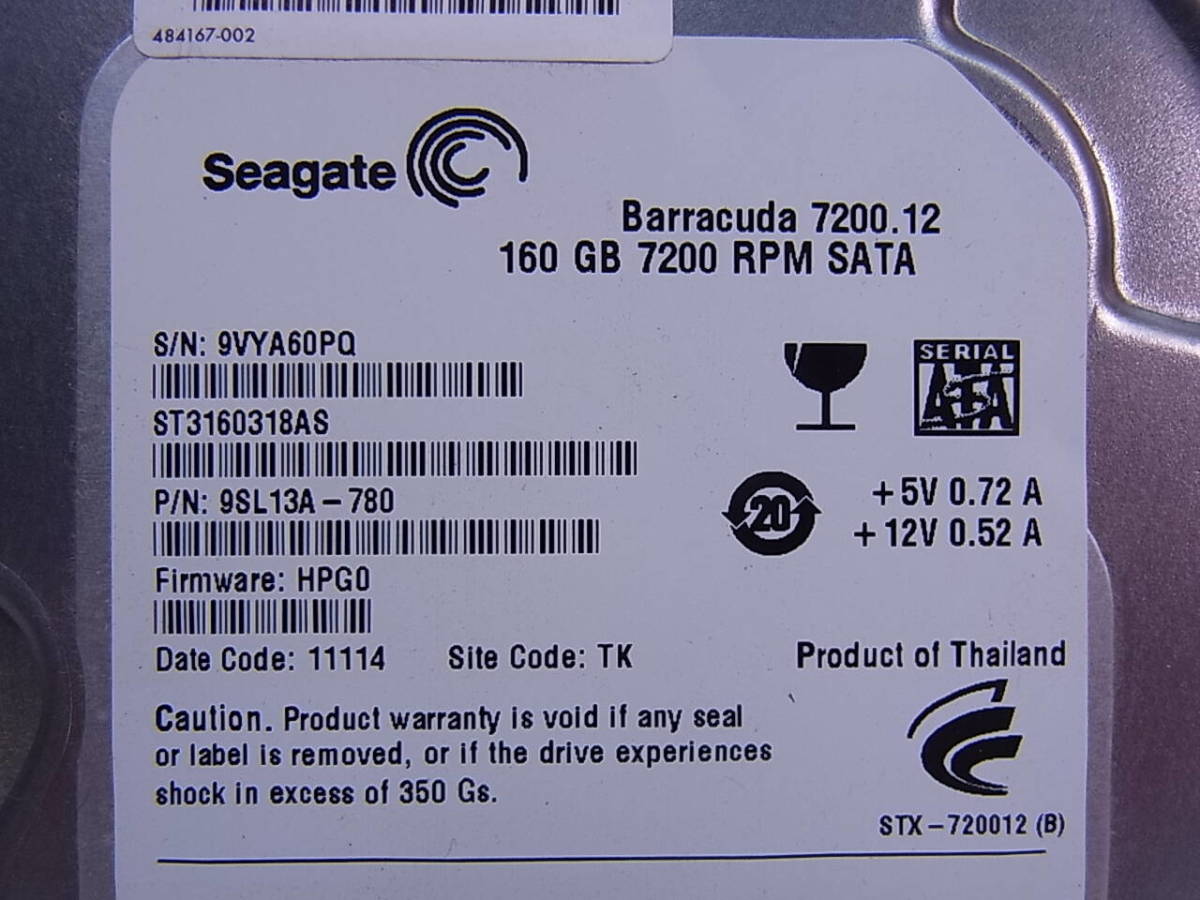 484167-002
Seagate
Barracuda 7200.12
160 GB 7200 RPM SATA
S/N: 9VYA60PQ
SERIAL
ATA
ST3160318AS
P/N: 9SL13A-780
20
+5V 0.72 A
+12V 0.52 A
Firmware: HPG0
Date Code: 11114 Site Code: TK
Product of Thailand
Caution. Product warranty is void if any seal
or label is removed, or if the drive experiences
shock in excess of 350 Gs.
STX-720012 (B)